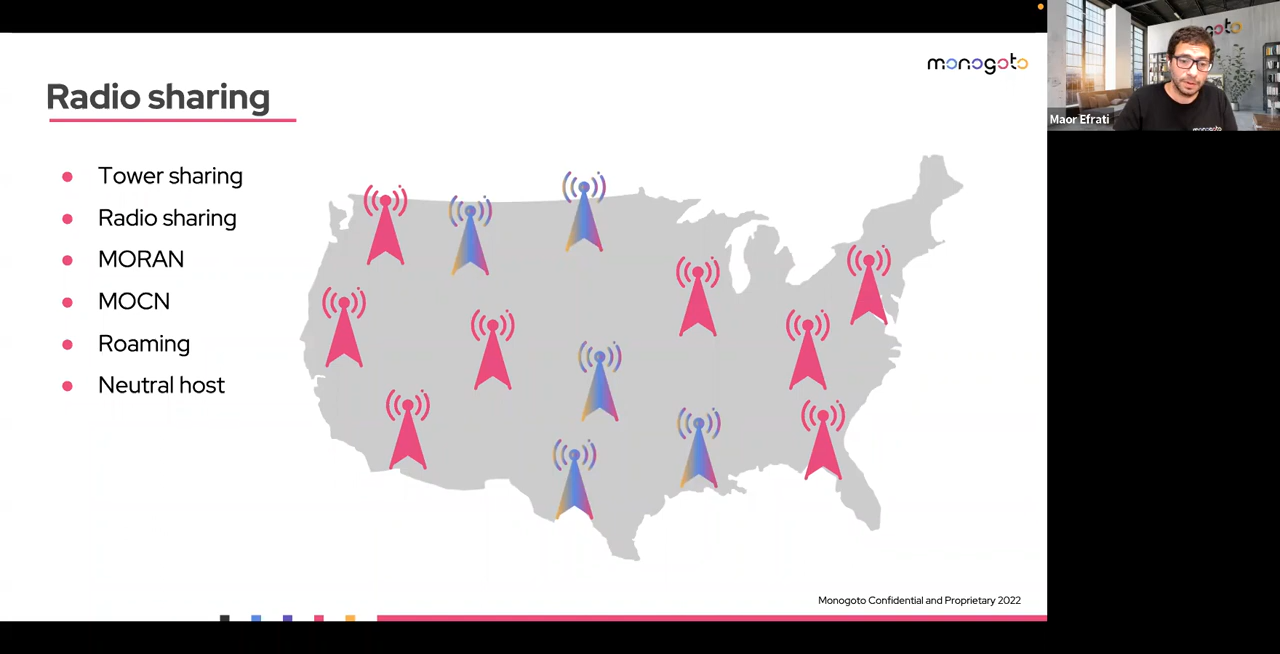 monogoto
Radio sharing
Tower sharing
Radio sharing
MORAN
MOCN
Roaming
Neutral host
Monogoto Confidential and Proprietary 2022
Maor Efrati
monogoto